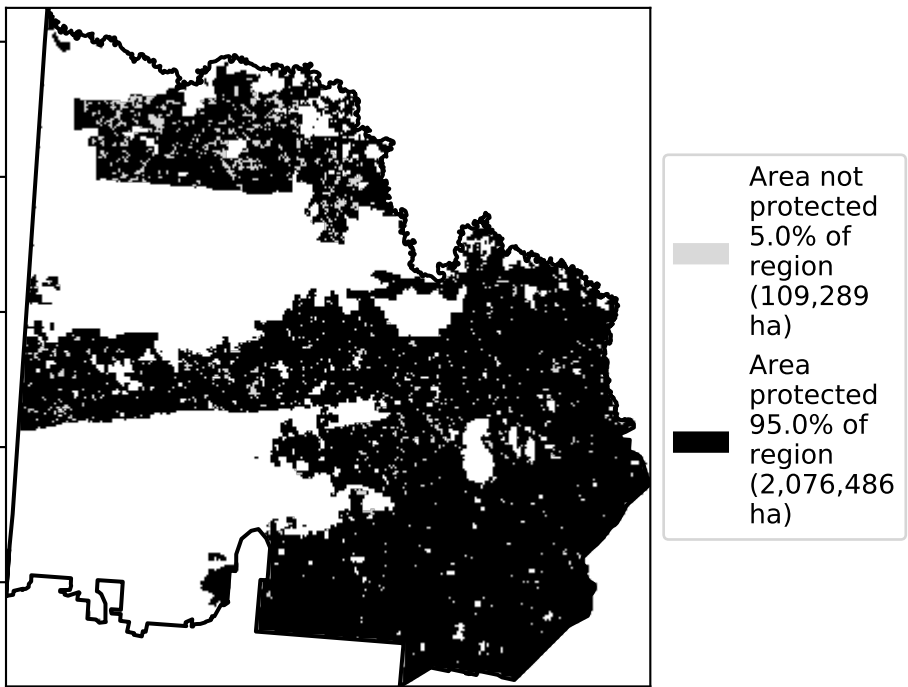 Area not
protected
5.0% of
region
(109,289
ha)
Area
protected
95.0% of
region
(2,076,486
ha)